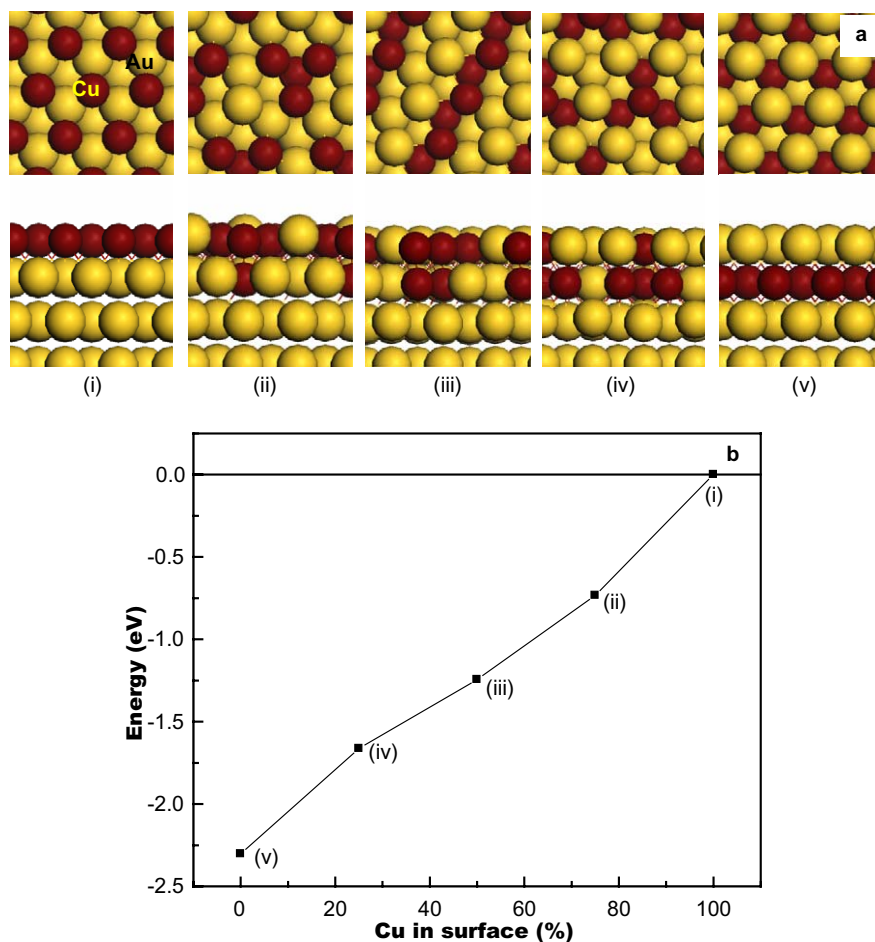 a
Au
Cu
(i) (ii) (iii) (iv) (v)
b
0.0
(i)
-0.5
(ii)
-1.0
(iii)
-1.5
(iv)
-2.0
(v)
-2.5
Energy (eV)
0 20 40 60 80 100
Cu in surface (%)